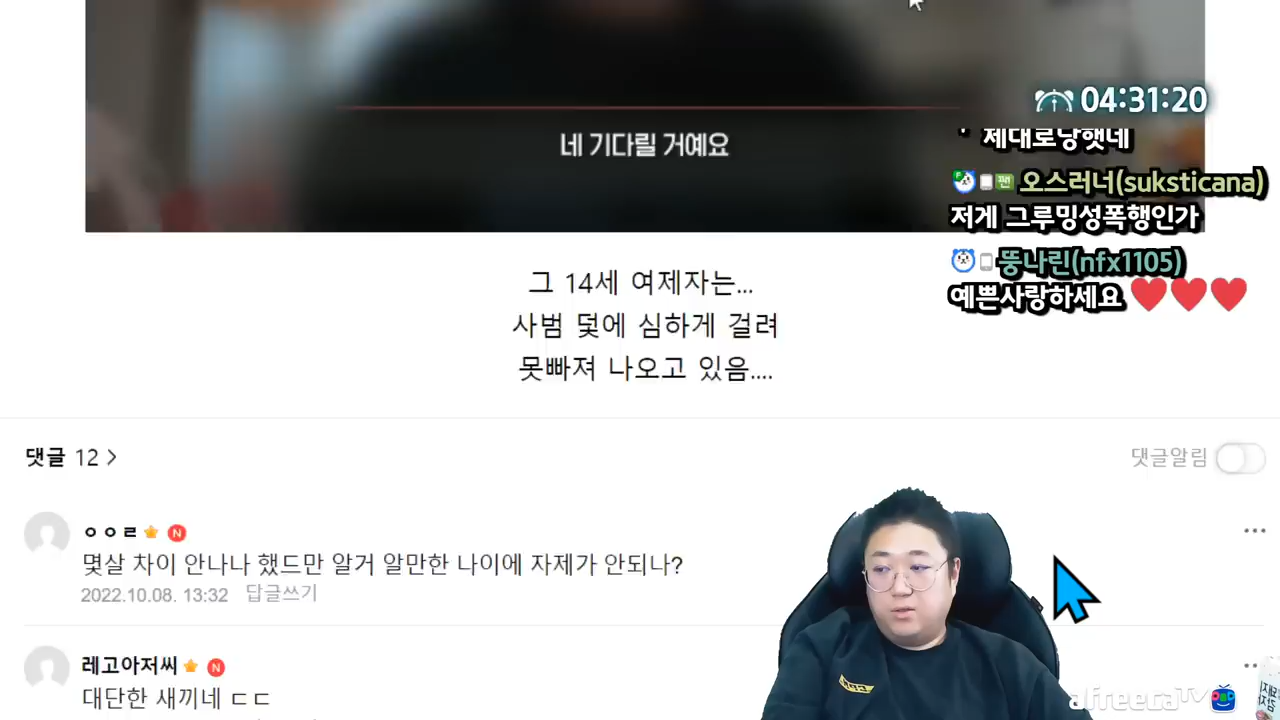 네 기다릴 거예요
04:31:20
제대로당햇네
팬 오스러너(suksticana)
저게 그루밍성폭행인가
뚱나린(nfx1105)
예쁜사랑하세요
그 14세 여제자는...
사범 덫에 심하게 걸려
못빠져 나오고 있음....
댓글 12
댓글알림
ㅇㅇㄹ N
몇살 차이 안나나 했드만 알거 알만한 나이에 자제가 안되나?
2022.10.08. 13:32 답글쓰기
레고아저씨 N
대단한 새끼네 ㄷㄷ
afreecaTV